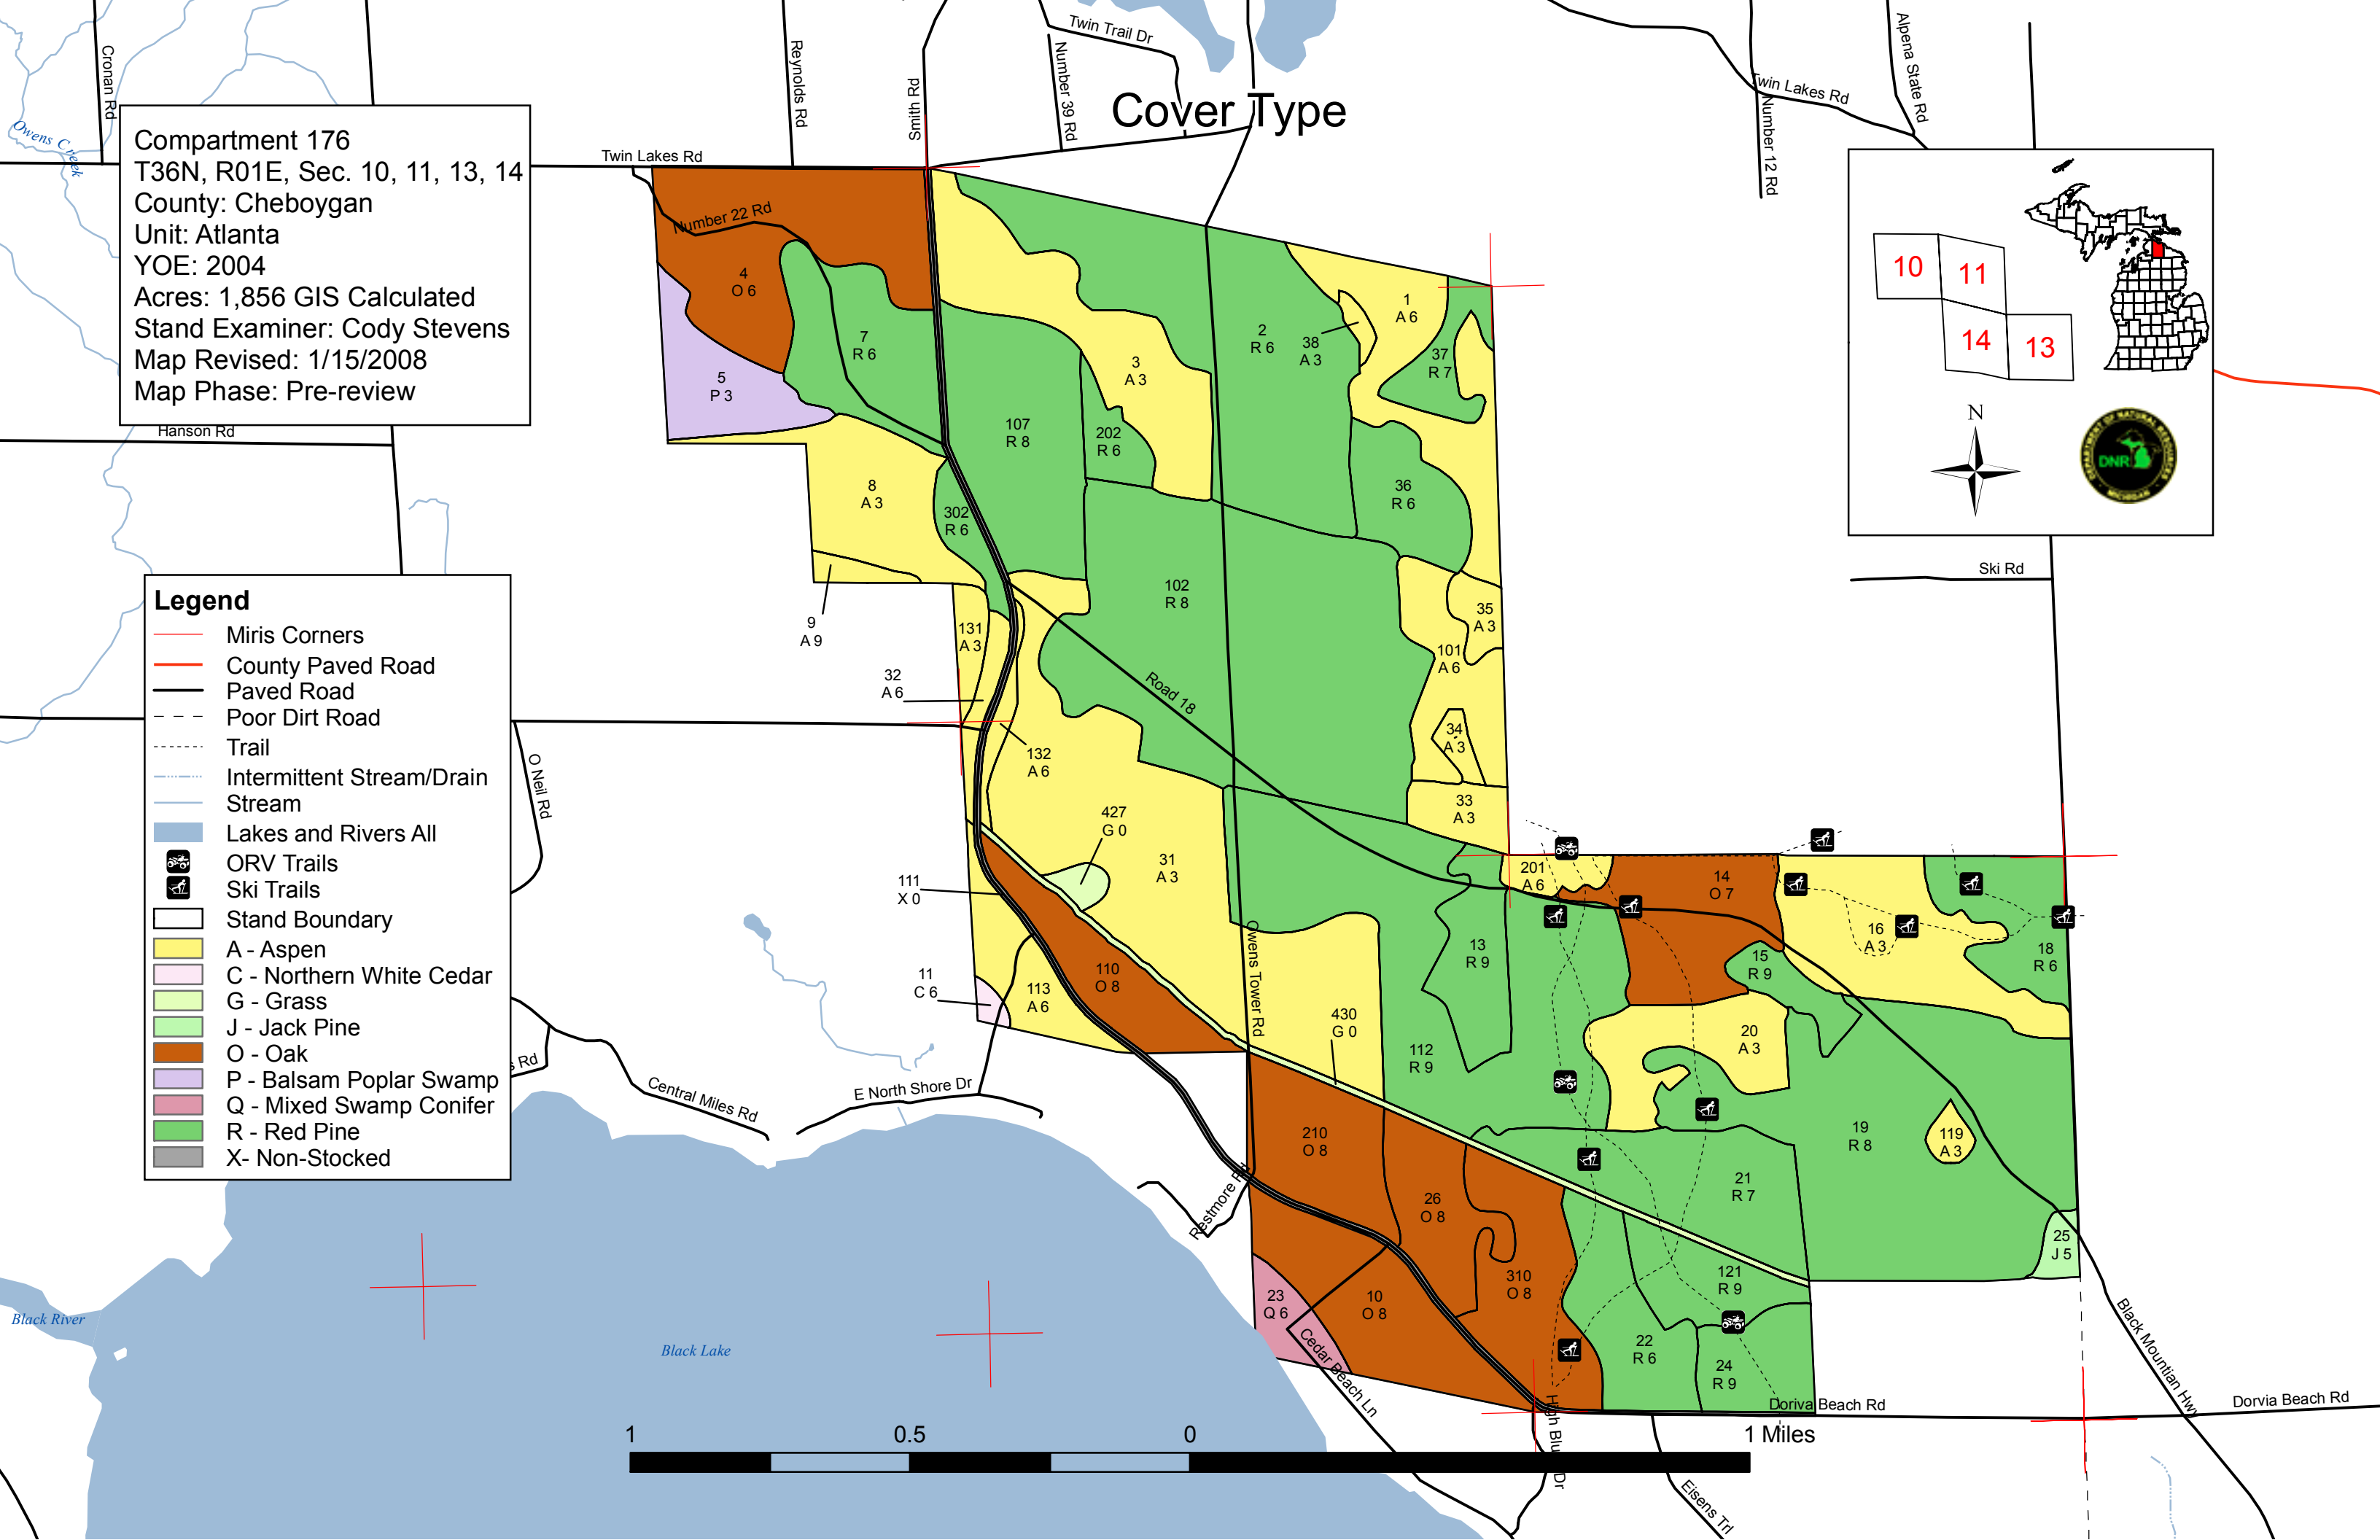 Cover Type
Compartment 176
T36N, R01E, Sec. 10, 11, 13, 14
County: Cheboygan
Unit: Atlanta
YOE: 2004
Acres: 1,856 GIS Calculated
Stand Examiner: Cody Stevens
Map Revised: 1/15/2008
Map Phase: Pre-review
Cronan Rd
Owens Creek
Reynolds Rd
Smith Rd
Twin Trail Dr
Number 39 Rd
Twin Lakes Rd
Number 12 Rd
Alpena State Rd
Twin Lakes Rd
Number 22 Rd
Hanson Rd
10
11
14
13
N
DEPARTMENT OF NATURAL RESOURCES
DNR
MICHIGAN
Ski Rd
4
O 6
5
P 3
7
R 6
8
A 3
9
A 9
107
R 8
202
R 6
302
R 6
3
A 3
2
R 6
38
A 3
1
A 6
37
R 7
36
R 6
102
R 8
35
A 3
101
A 6
34
A 3
33
A 3
131
A 3
32
A 6
132
A 6
Road 18
427
G 0
31
A 3
111
X 0
11
C 6
113
A 6
110
O 8
Owens Tower Rd
430
G 0
112
R 9
13
R 9
201
A 6
14
O 7
15
R 9
16
A 3
18
R 6
20
A 3
19
R 8
119
A 3
21
R 7
25
J 5
210
O 8
26
O 8
310
O 8
10
O 8
23
Q 6
121
R 9
22
R 6
24
R 9
Legend
Miris Corners
County Paved Road
Paved Road
Poor Dirt Road
Trail
Intermittent Stream/Drain
Stream
Lakes and Rivers All
ORV Trails
Ski Trails
Stand Boundary
A - Aspen
C - Northern White Cedar
G - Grass
J - Jack Pine
O - Oak
P - Balsam Poplar Swamp
Q - Mixed Swamp Conifer
R - Red Pine
X- Non-Stocked
O Neil Rd
s Rd
Central Miles Rd
E North Shore Dr
Restmore Rd
Cedar Beach Ln
High Blu Dr
Eisens Trl
Doriva Beach Rd
Dorvia Beach Rd
Black Mountian Hwy
Black River
Black Lake
1
0.5
0
1 Miles